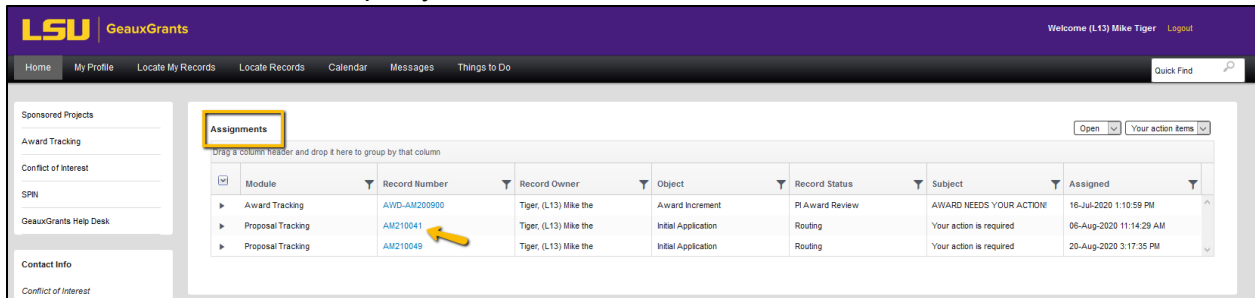 LSU GeauxGrants
Welcome (L13) Mike Tiger Logout
Home My Profile Locate My Records Locate Records Calendar Messages Things to Do
Quick Find
Sponsored Projects
Award Tracking
Conflict of Interest
SPIN
GeauxGrants Help Desk
Contact Info
Conflict of Interest
Assignments
Open Your action items
Drag a column header and drop it here to group by that column
Module Record Number Record Owner Object Record Status Subject Assigned
Award Tracking AWD-AM200900 Tiger, (L13) Mike the Award Increment PI Award Review AWARD NEEDS YOUR ACTION! 16-Jul-2020 1:10:59 PM
Proposal Tracking AM210041 Tiger, (L13) Mike the Initial Application Routing Your action is required 06-Aug-2020 11:14:29 AM
Proposal Tracking AM210049 Tiger, (L13) Mike the Initial Application Routing Your action is required 20-Aug-2020 3:17:35 PM